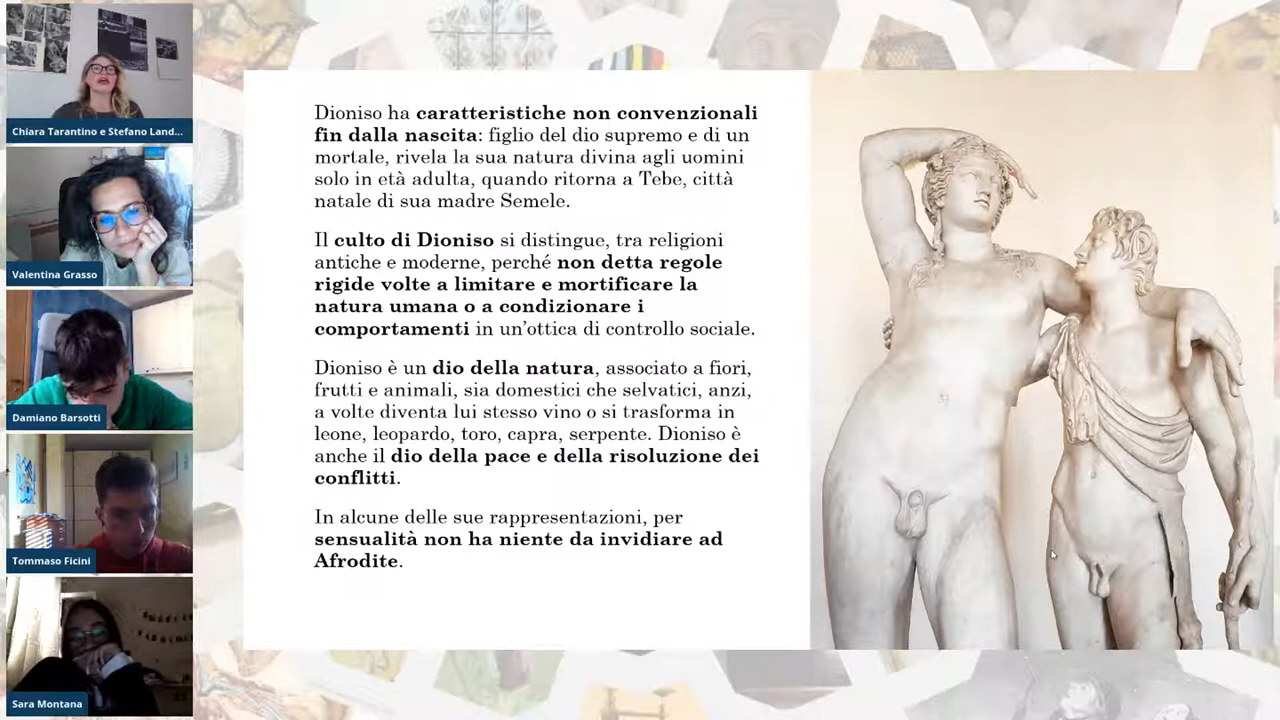 Chiara Tarantino e Stefano Land...
Valentina Grasso
Damiano Barsotti
Tommaso Ficini
Sara Montana
Dioniso ha caratteristiche non convenzionali
fin dalla nascita: figlio del dio supremo e di un
mortale, rivela la sua natura divina agli uomini
solo in età adulta, quando ritorna a Tebe, città
natale di sua madre Semele.
Il culto di Dioniso si distingue, tra religioni
antiche e moderne, perché non detta regole
rigide volte a limitare e mortificare la
natura umana o a condizionare i
comportamenti in un’ottica di controllo sociale.
Dioniso è un dio della natura, associato a fiori,
frutti e animali, sia domestici che selvatici, anzi,
a volte diventa lui stesso vino o si trasforma in
leone, leopardo, toro, capra, serpente. Dioniso è
anche il dio della pace e della risoluzione dei
conflitti.
In alcune delle sue rappresentazioni, per
sensualità non ha niente da invidiare ad
Afrodite.